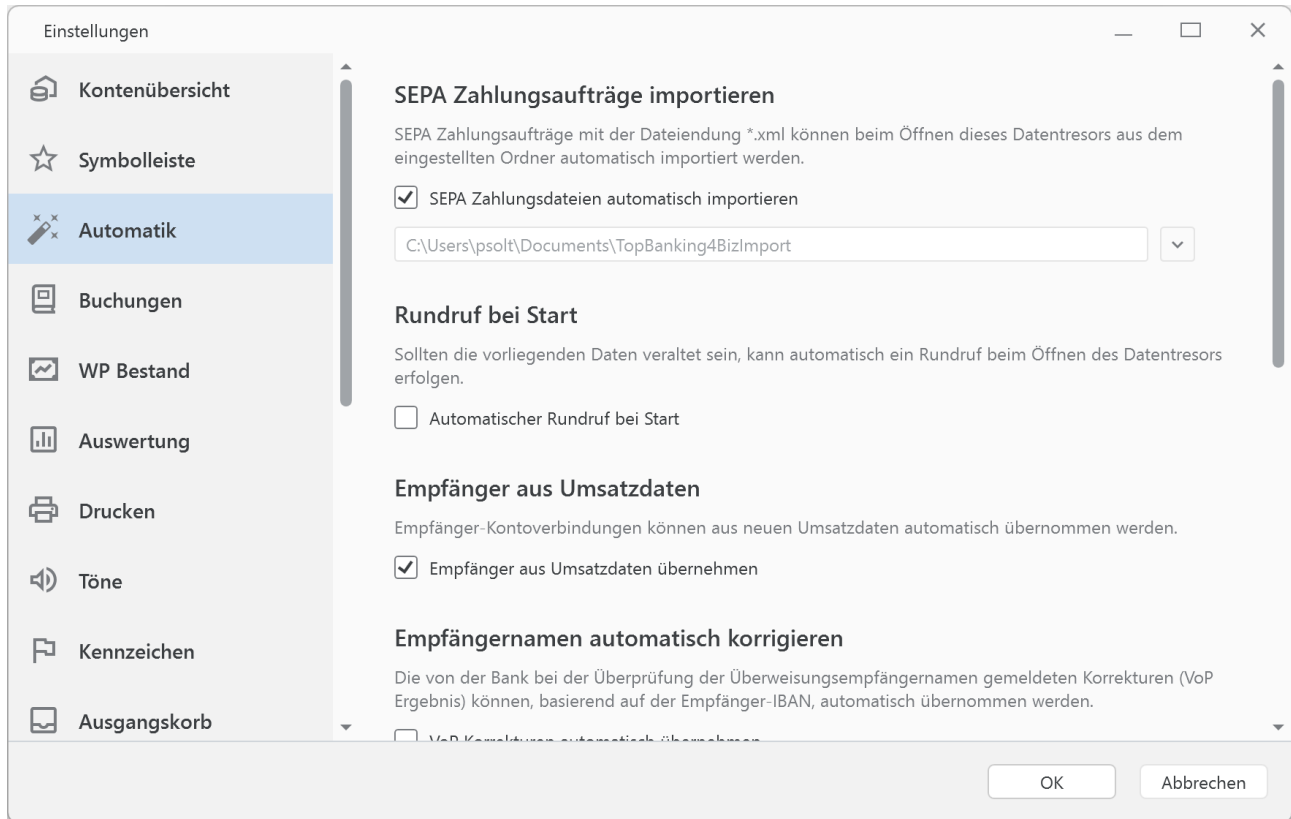 Einstellungen
Kontenübersicht
Symbolleiste
Automatik
Buchungen
WP Bestand
Auswertung
Drucken
Töne
Kennzeichen
Ausgangskorb
SEPA Zahlungsaufträge importieren
SEPA Zahlungsaufträge mit der Dateiendung *.xml können beim Öffnen dieses Datentresors aus dem
eingestellten Ordner automatisch importiert werden.
SEPA Zahlungsdateien automatisch importieren
C:\Users\psolt\Documents\TopBanking4BizImport
Rundruf bei Start
Sollten die vorliegenden Daten veraltet sein, kann automatisch ein Rundruf beim Öffnen des Datentresors
erfolgen.
Automatischer Rundruf bei Start
Empfänger aus Umsatzdaten
Empfänger-Kontoverbindungen können aus neuen Umsatzdaten automatisch übernommen werden.
Empfänger aus Umsatzdaten übernehmen
Empfängernamen automatisch korrigieren
Die von der Bank bei der Überprüfung der Überweisungsempfängernamen gemeldeten Korrekturen (VoP
Ergebnis) können, basierend auf der Empfänger-IBAN, automatisch übernommen werden.
VoP Korrekturen automatisch übernehmen
OK
Abbrechen